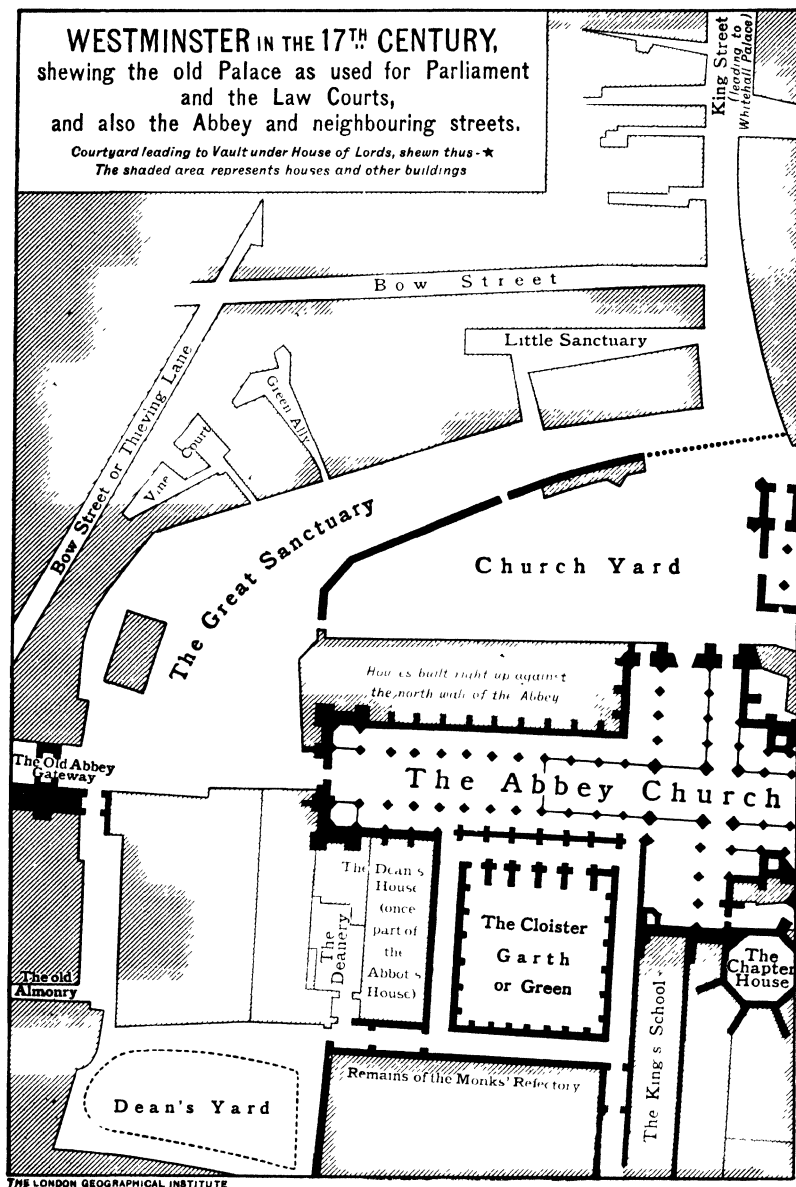 WESTMINSTER IN THE 17TH CENTURY,
shewing the old Palace as used for Parliament
and the Law Courts,
and also the Abbey and neighbouring streets.
Courtyard leading to Vault under House of Lords, shewn thus-★
The shaded area represents houses and other buildings
King Street
(leading to
Whitehall Palace)
Bow Street
Little Sanctuary
Green Ally
Bow Street or Thieving Lane
Vine Court
The Great Sanctuary
Church Yard
Houses built right up against
the north wall of the Abbey
The Old Abbey
Gateway
The Abbey Church
The Dean's
House
(once
part of
the
Abbot's
House)
The
Deanery
The Cloister
Garth
or Green
The
Chapter
House
The old
Almonry
The King's School
Remains of the Monks' Refectory
Dean's Yard
THE LONDON GEOGRAPHICAL INSTITUTE